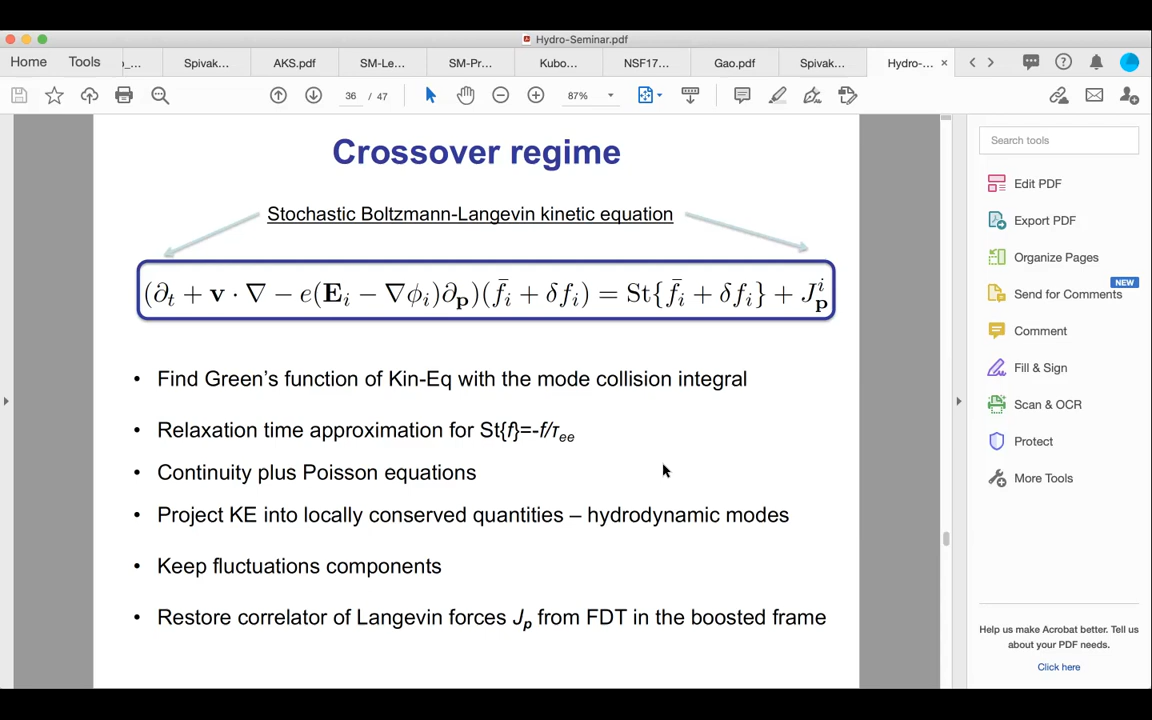 Hydro-Seminar.pdf
Home
Tools
_...
Spivak...
AKS.pdf
SM-Le...
SM-Pr...
Kubo...
NSF17...
Gao.pdf
Spivak...
Hydro-... ×
36 / 47
87%
Search tools
Edit PDF
Export PDF
Organize Pages
Send for Comments
NEW
Comment
Fill & Sign
Scan & OCR
Protect
More Tools
Help us make Acrobat better. Tell us
about your PDF needs.
Click here
Crossover regime
Stochastic Boltzmann-Langevin kinetic equation
(∂_t + v · ∇ − e(E_i − ∇ϕ_i)∂_p)(f̄_i + δf_i) = St{f̄_i + δf_i} + J_p^i
• Find Green's function of Kin-Eq with the mode collision integral
• Relaxation time approximation for St{f}=-f/τ_ee
• Continuity plus Poisson equations
• Project KE into locally conserved quantities – hydrodynamic modes
• Keep fluctuations components
• Restore correlator of Langevin forces J_p from FDT in the boosted frame